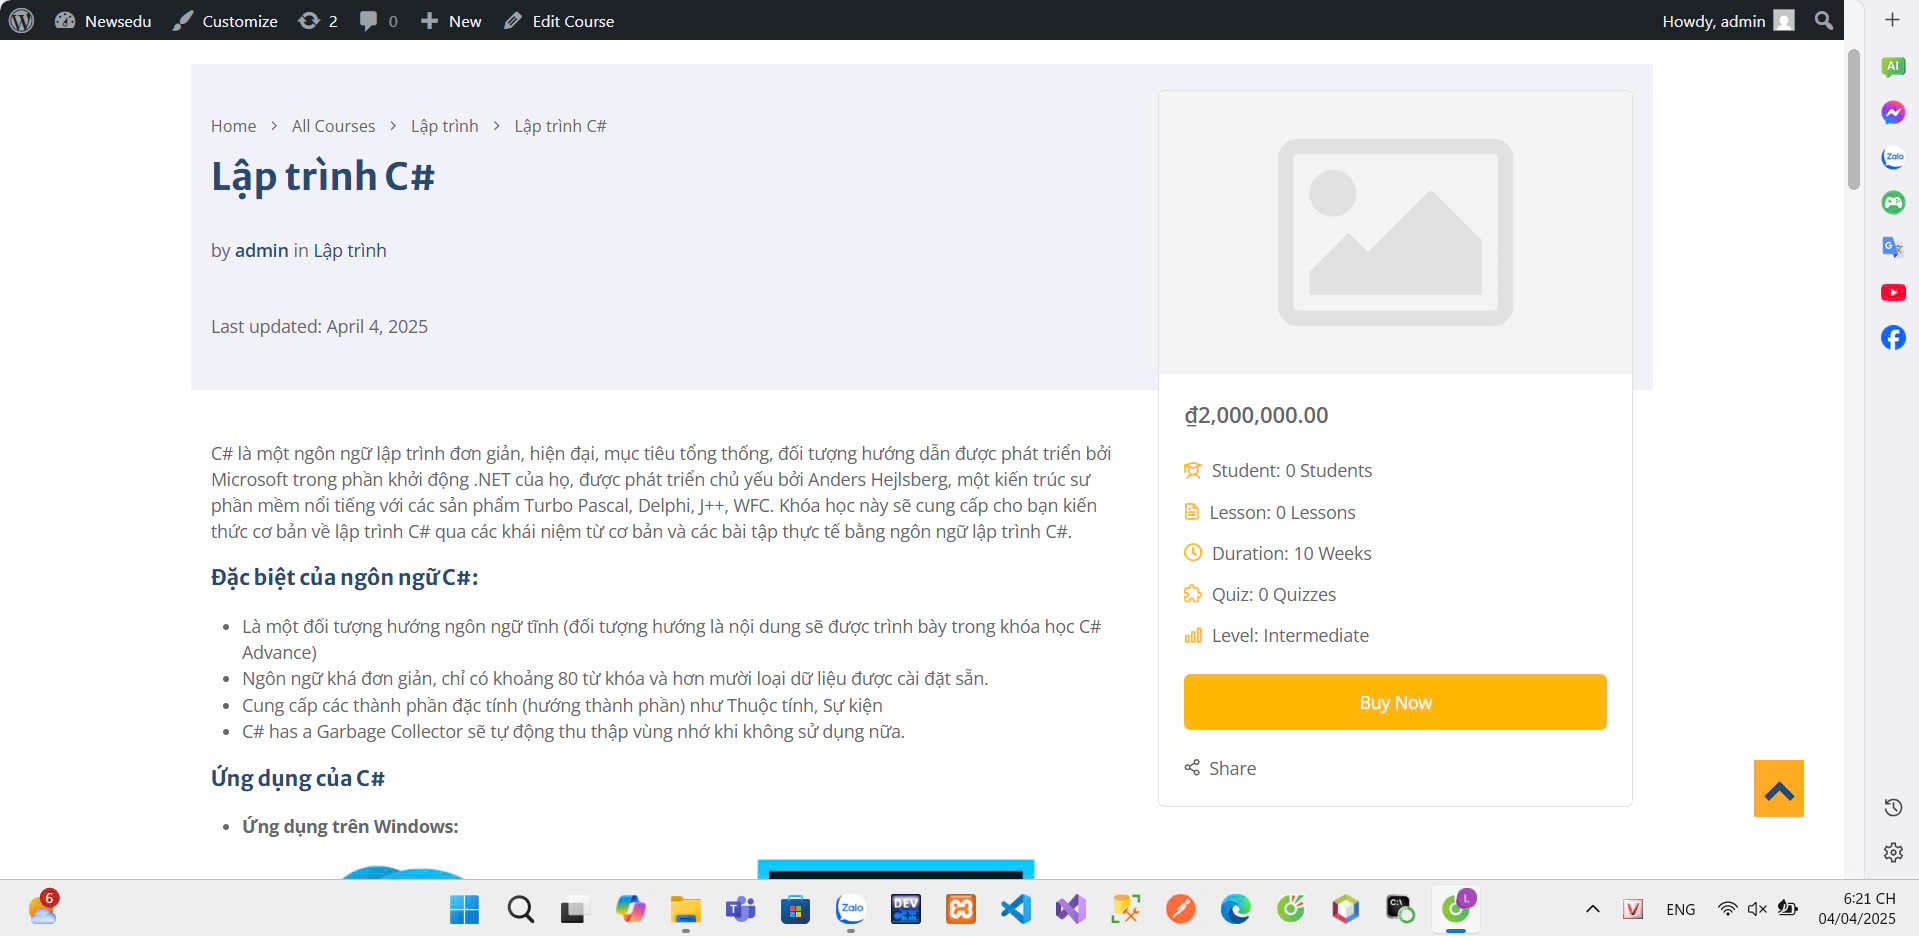 Newsedu
Customize
2
0
New
Edit Course
Howdy, admin
AI
Zalo
Home > All Courses > Lập trình > Lập trình C#
Lập trình C#
by admin in Lập trình
Last updated: April 4, 2025
C# là một ngôn ngữ lập trình đơn giản, hiện đại, mục tiêu tổng thống, đối tượng hướng dẫn được phát triển bởi
Microsoft trong phần khởi động .NET của họ, được phát triển chủ yếu bởi Anders Hejlsberg, một kiến trúc sư
phần mềm nổi tiếng với các sản phẩm Turbo Pascal, Delphi, J++, WFC. Khóa học này sẽ cung cấp cho bạn kiến
thức cơ bản về lập trình C# qua các khái niệm từ cơ bản và các bài tập thực tế bằng ngôn ngữ lập trình C#.
Đặc biệt của ngôn ngữ C#:
• Là một đối tượng hướng ngôn ngữ tĩnh (đối tượng hướng là nội dung sẽ được trình bày trong khóa học C#
Advance)
• Ngôn ngữ khá đơn giản, chỉ có khoảng 80 từ khóa và hơn mười loại dữ liệu được cài đặt sẵn.
• Cung cấp các thành phần đặc tính (hướng thành phần) như Thuộc tính, Sự kiện
• C# has a Garbage Collector sẽ tự động thu thập vùng nhớ khi không sử dụng nữa.
Ứng dụng của C#
• Ứng dụng trên Windows:
₫2,000,000.00
Student: 0 Students
Lesson: 0 Lessons
Duration: 10 Weeks
Quiz: 0 Quizzes
Level: Intermediate
Buy Now
Share
6
Zalo
DEV
C++
C:\
L
V
ENG
6:21 CH
04/04/2025